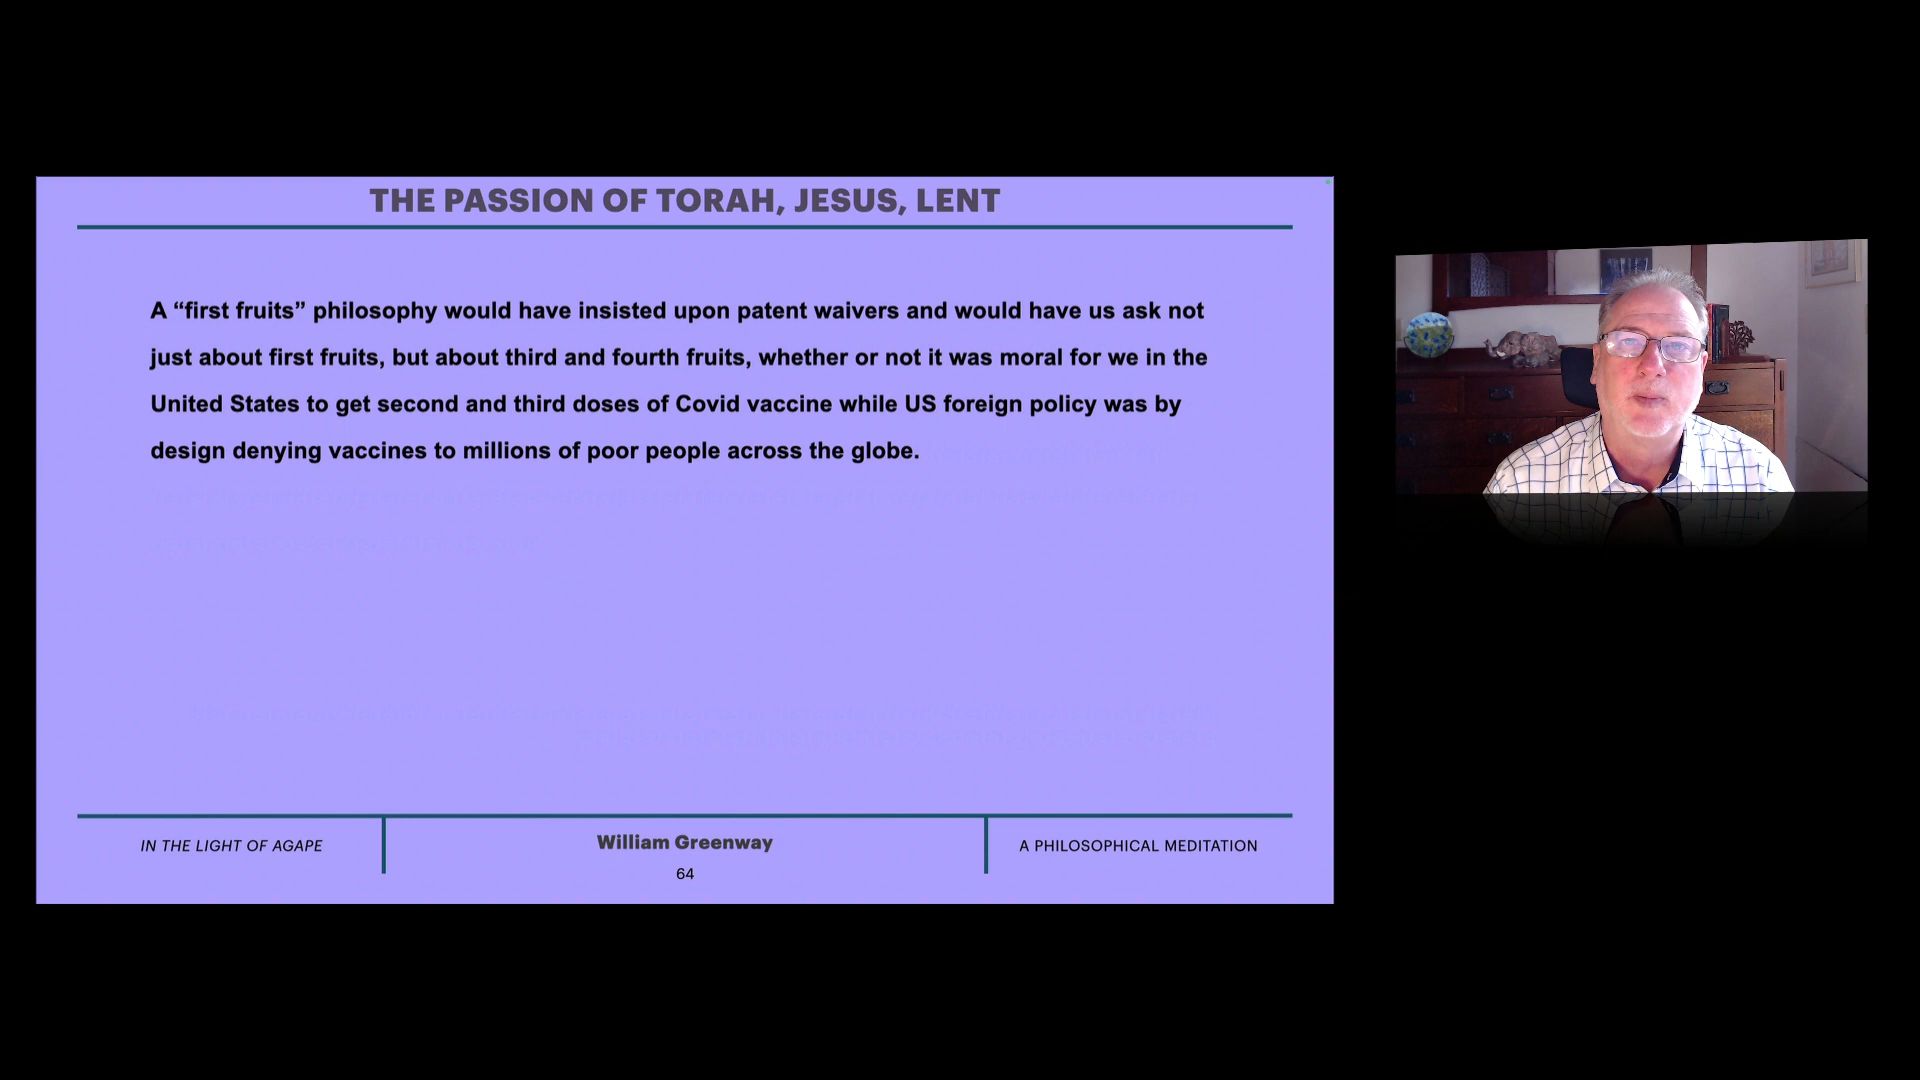 THE PASSION OF TORAH, JESUS, LENT
A “first fruits” philosophy would have insisted upon patent waivers and would have us ask not
just about first fruits, but about third and fourth fruits, whether or not it was moral for we in the
United States to get second and third doses of Covid vaccine while US foreign policy was by
design denying vaccines to millions of poor people across the globe.
IN THE LIGHT OF AGAPE
William Greenway
64
A PHILOSOPHICAL MEDITATION